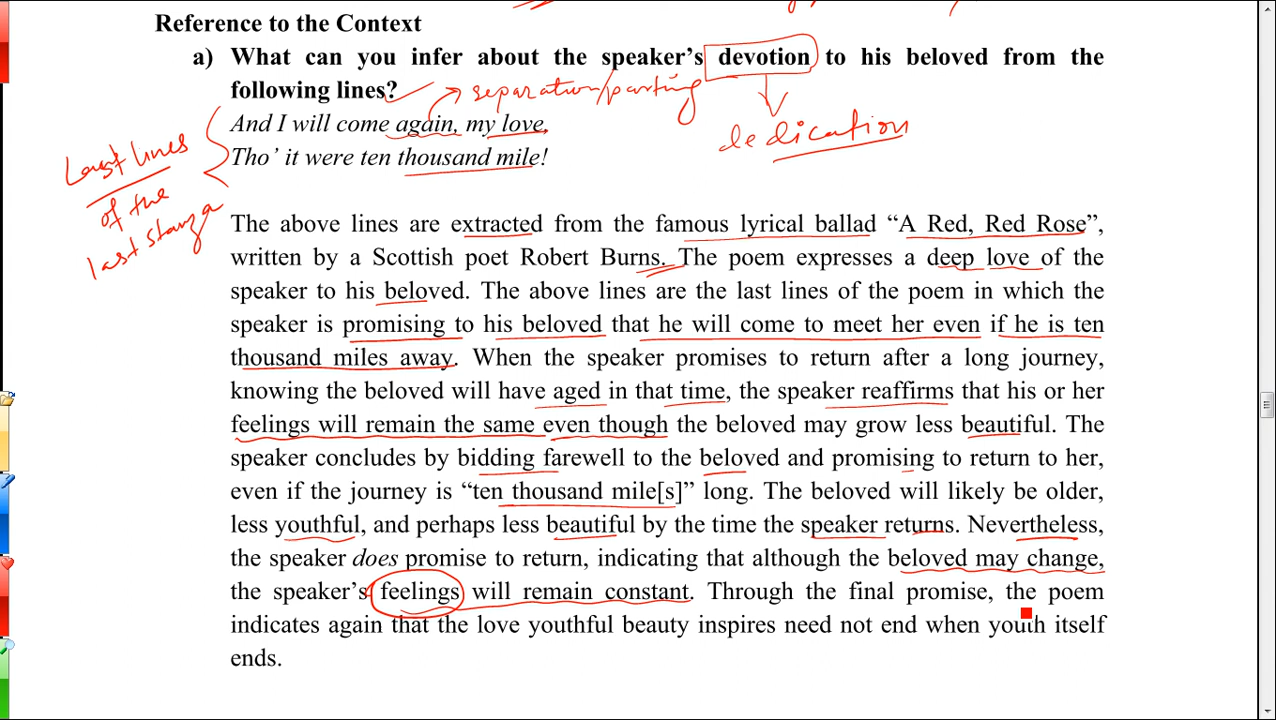 Reference to the Context
a) What can you infer about the speaker's devotion to his beloved from the
following lines?
separation/parting
dedication
And I will come again, my love,
Tho' it were ten thousand mile!
Last lines
of the
last stanza
The above lines are extracted from the famous lyrical ballad “A Red, Red Rose”,
written by a Scottish poet Robert Burns. The poem expresses a deep love of the
speaker to his beloved. The above lines are the last lines of the poem in which the
speaker is promising to his beloved that he will come to meet her even if he is ten
thousand miles away. When the speaker promises to return after a long journey,
knowing the beloved will have aged in that time, the speaker reaffirms that his or her
feelings will remain the same even though the beloved may grow less beautiful. The
speaker concludes by bidding farewell to the beloved and promising to return to her,
even if the journey is “ten thousand mile[s]” long. The beloved will likely be older,
less youthful, and perhaps less beautiful by the time the speaker returns. Nevertheless,
the speaker does promise to return, indicating that although the beloved may change,
the speaker's feelings will remain constant. Through the final promise, the poem
indicates again that the love youthful beauty inspires need not end when youth itself
ends.